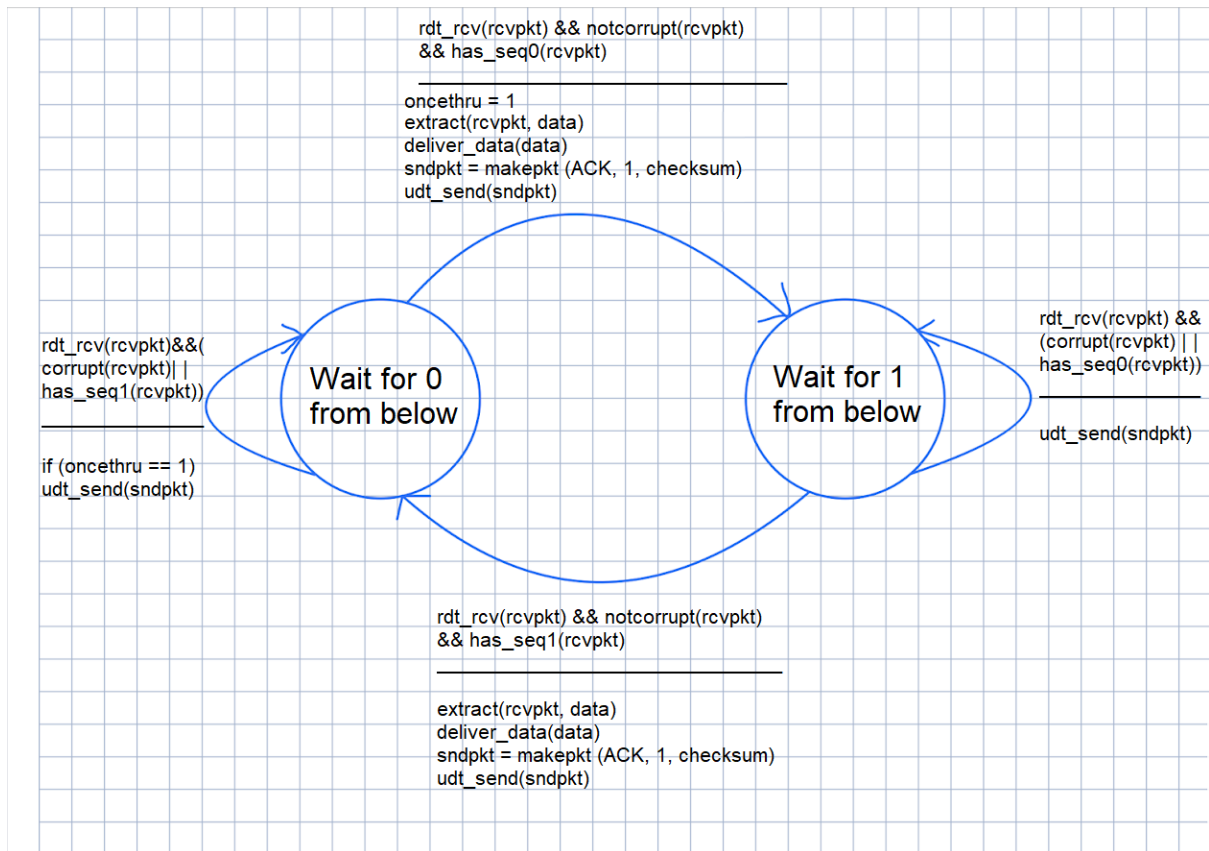 rdt_rcv(rcvpkt) && notcorrupt(rcvpkt)
&& has_seq0(rcvpkt)
oncethru = 1
extract(rcvpkt, data)
deliver_data(data)
sndpkt = makepkt (ACK, 1, checksum)
udt_send(sndpkt)
rdt_rcv(rcvpkt)&&(
corrupt(rcvpkt)| |
has_seq1(rcvpkt))
if (oncethru == 1)
udt_send(sndpkt)
Wait for 0
from below
Wait for 1
from below
rdt_rcv(rcvpkt) &&
(corrupt(rcvpkt) | |
has_seq0(rcvpkt))
udt_send(sndpkt)
rdt_rcv(rcvpkt) && notcorrupt(rcvpkt)
&& has_seq1(rcvpkt)
extract(rcvpkt, data)
deliver_data(data)
sndpkt = makepkt (ACK, 1, checksum)
udt_send(sndpkt)